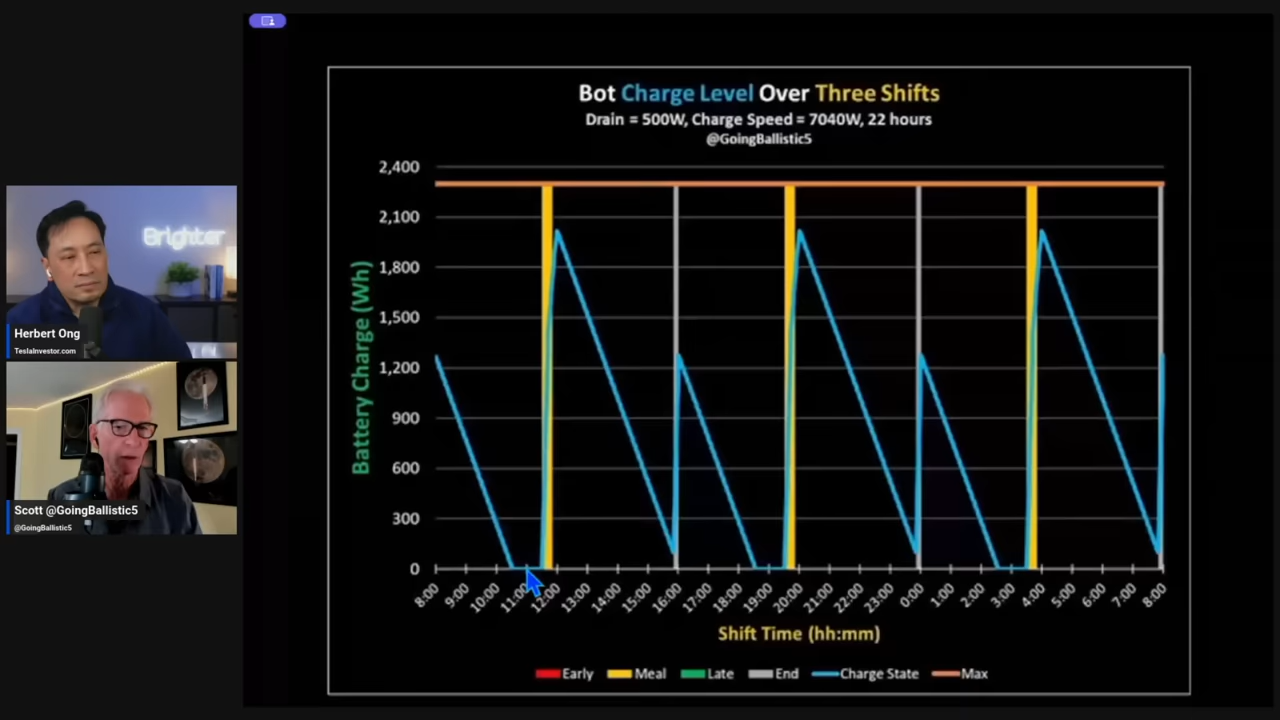 Bot Charge Level Over Three Shifts
Drain = 500W, Charge Speed = 7040W, 22 hours
@GoingBallistic5
2,400
2,100
1,800
1,500
1,200
900
600
300
0
Battery Charge (Wh)
8:00 9:00 10:00 11:00 12:00 13:00 14:00 15:00 16:00 17:00 18:00 19:00 20:00 21:00 22:00 23:00 0:00 1:00 2:00 3:00 4:00 5:00 6:00 7:00 8:00
Shift Time (hh:mm)
Early Meal Late End Charge State Max
Brighter
Herbert Ong
TeslaInvestor.com
Scott @GoingBallistic5
@GoingBallistic5